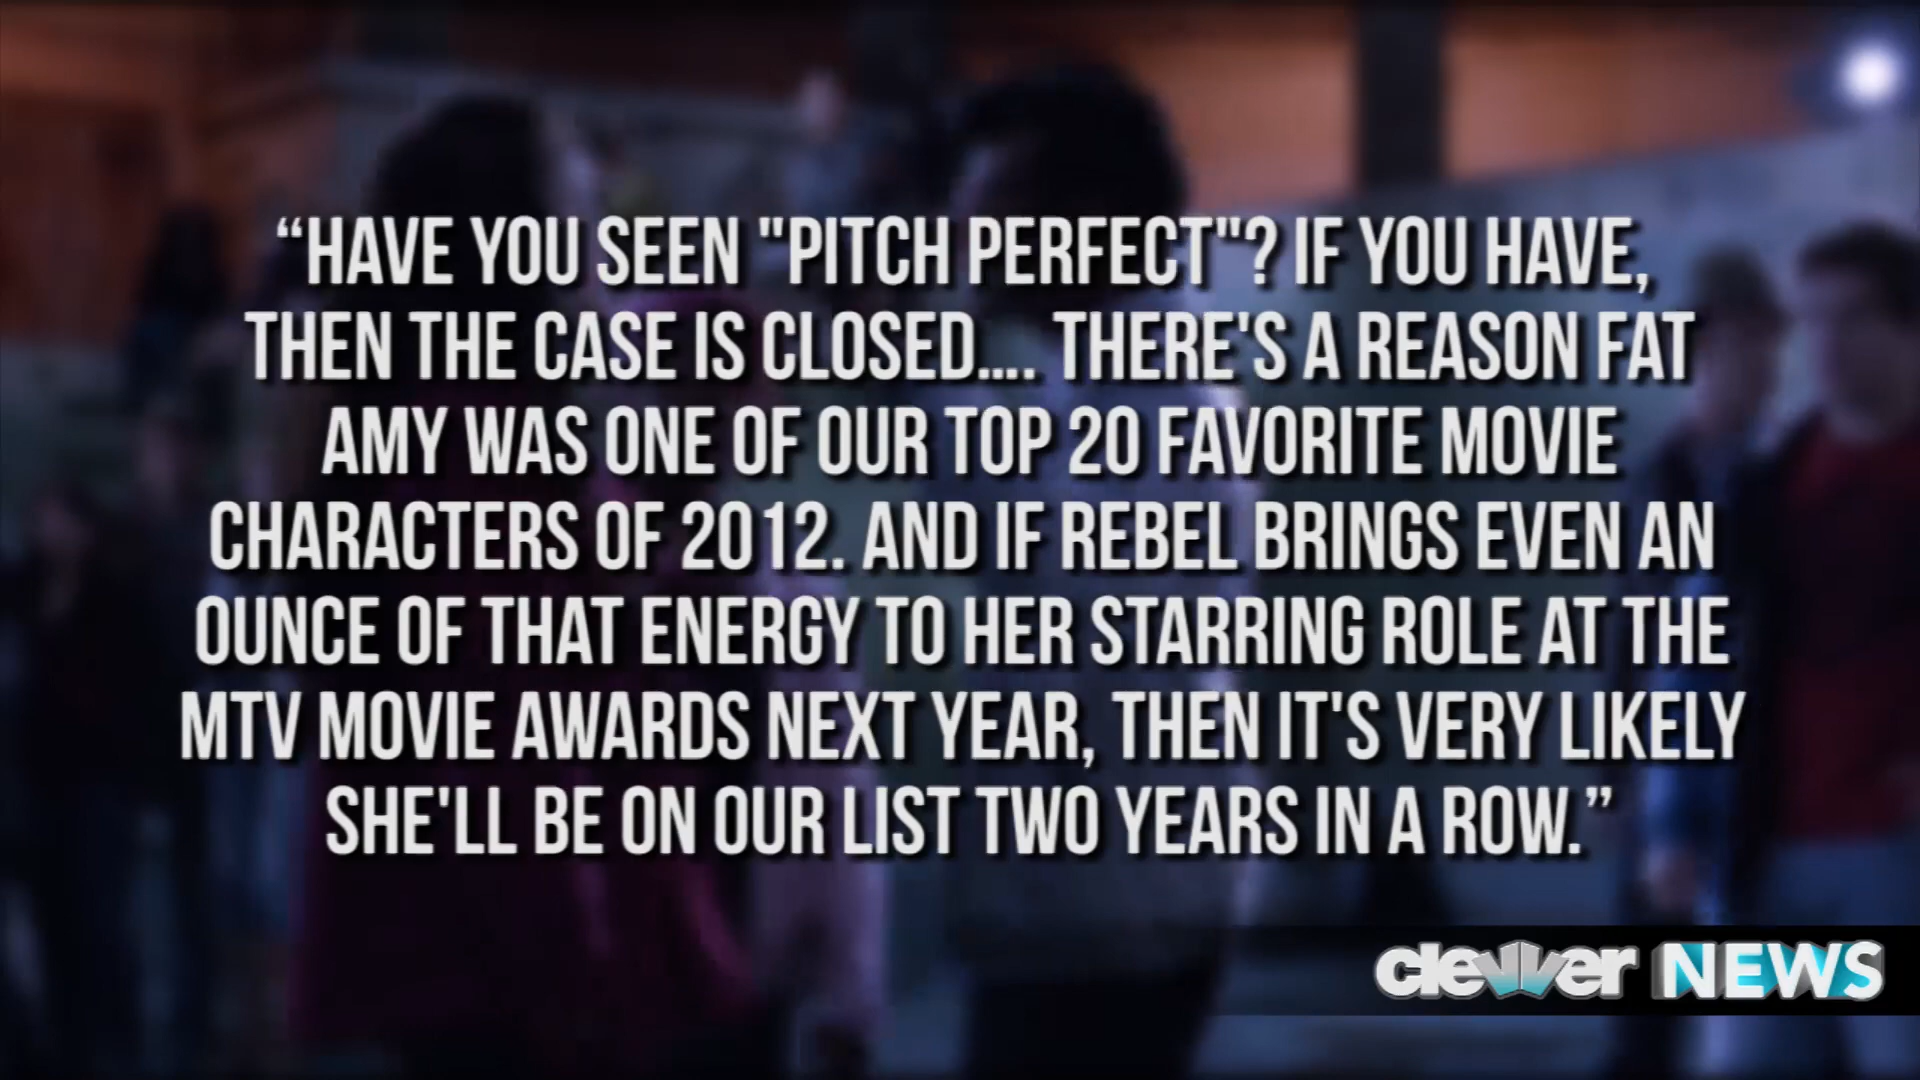 “HAVE YOU SEEN "PITCH PERFECT"? IF YOU HAVE,
THEN THE CASE IS CLOSED.... THERE'S A REASON FAT
AMY WAS ONE OF OUR TOP 20 FAVORITE MOVIE
CHARACTERS OF 2012. AND IF REBEL BRINGS EVEN AN
OUNCE OF THAT ENERGY TO HER STARRING ROLE AT THE
MTV MOVIE AWARDS NEXT YEAR, THEN IT'S VERY LIKELY
SHE'LL BE ON OUR LIST TWO YEARS IN A ROW.”
clevver NEWS